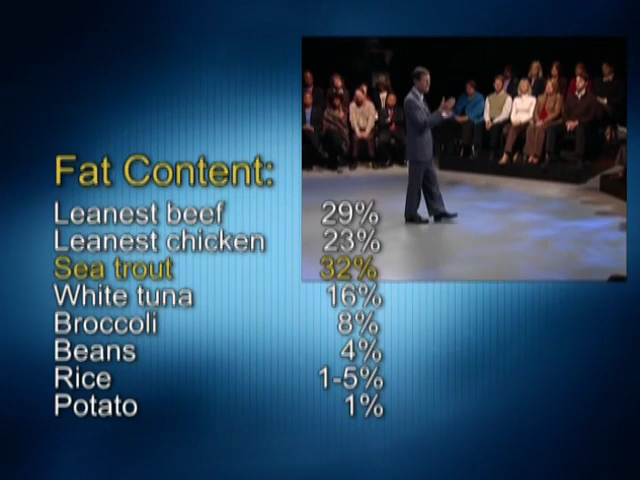 Fat Content:
Leanest beef 29%
Leanest chicken 23%
Sea trout 32%
White tuna 16%
Broccoli 8%
Beans 4%
Rice 1-5%
Potato 1%